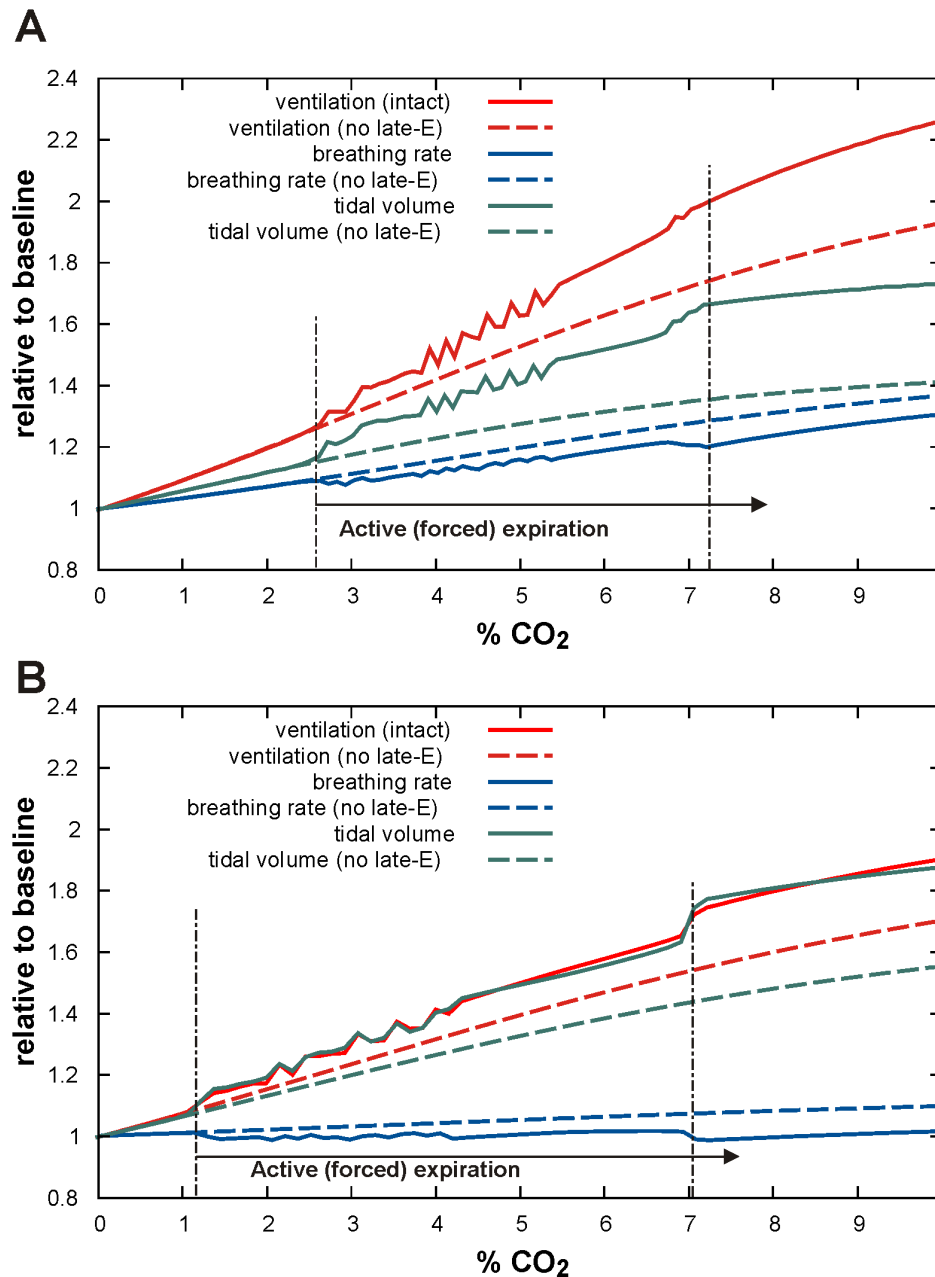 A
2.4
2.2
2
1.8
1.6
1.4
1.2
1
0.8
relative to baseline
ventilation (intact)
ventilation (no late-E)
breathing rate
breathing rate (no late-E)
tidal volume
tidal volume (no late-E)
Active (forced) expiration
0 1 2 3 4 5 6 7 8 9
% CO2
B
2.4
2.2
2
1.8
1.6
1.4
1.2
1
0.8
relative to baseline
ventilation (intact)
ventilation (no late-E)
breathing rate
breathing rate (no late-E)
tidal volume
tidal volume (no late-E)
Active (forced) expiration
0 1 2 3 4 5 6 7 8 9
% CO2